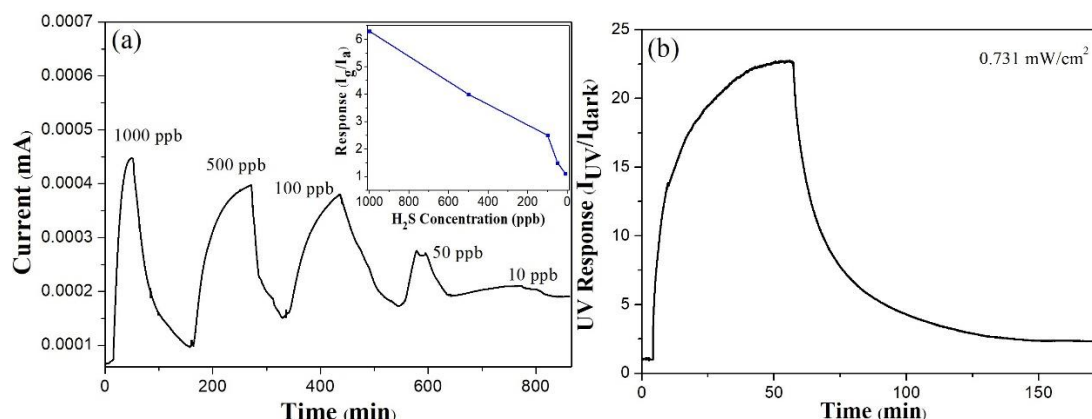 (a)
0.0007
0.0006
0.0005
0.0004
0.0003
0.0002
0.0001
Current (mA)
1000 ppb
500 ppb
100 ppb
50 ppb
10 ppb
0
200
400
600
800
Time (min)
Response (Ig/Ia)
6
5
4
3
2
1
1000
800
600
400
200
0
H2S Concentration (ppb)
(b)
0.731 mW/cm²
UV Response (IUV/Idark)
25
20
15
10
5
0
0
50
100
150
Time (min)